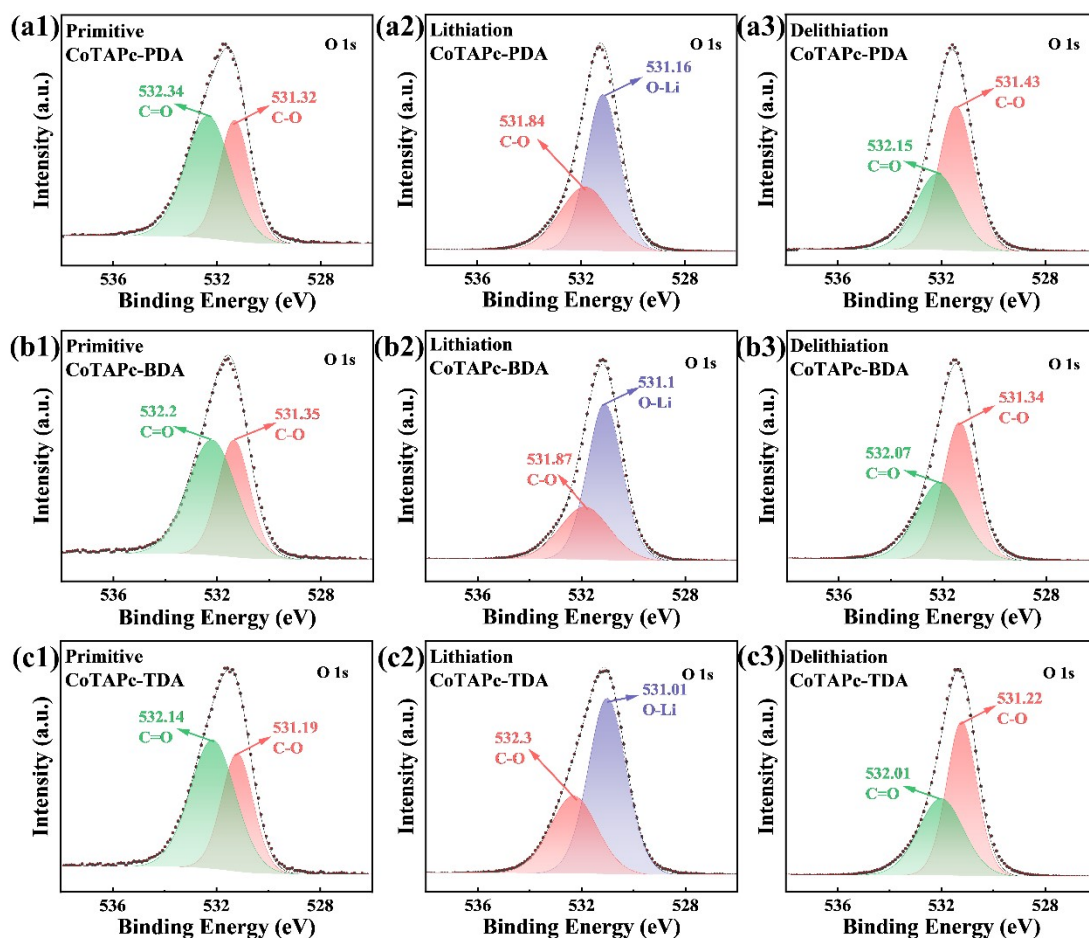 (a1) Primitive
CoTAPc-PDA
O 1s
532.34
C=O
531.32
C-O
Intensity (a.u.)
536
532
528
Binding Energy (eV)
(a2) Lithiation
CoTAPc-PDA
O 1s
531.16
O-Li
531.84
C-O
Intensity (a.u.)
536
532
528
Binding Energy (eV)
(a3) Delithiation
CoTAPc-PDA
O 1s
531.43
C-O
532.15
C=O
Intensity (a.u.)
536
532
528
Binding Energy (eV)
(b1) Primitive
CoTAPc-BDA
O 1s
532.2
C=O
531.35
C-O
Intensity (a.u.)
536
532
528
Binding Energy (eV)
(b2) Lithiation
CoTAPc-BDA
O 1s
531.1
O-Li
531.87
C-O
Intensity (a.u.)
536
532
528
Binding Energy (eV)
(b3) Delithiation
CoTAPc-BDA
O 1s
531.34
C-O
532.07
C=O
Intensity (a.u.)
536
532
528
Binding Energy (eV)
(c1) Primitive
CoTAPc-TDA
O 1s
532.14
C=O
531.19
C-O
Intensity (a.u.)
536
532
528
Binding Energy (eV)
(c2) Lithiation
CoTAPc-TDA
O 1s
531.01
O-Li
532.3
C-O
Intensity (a.u.)
536
532
528
Binding Energy (eV)
(c3) Delithiation
CoTAPc-TDA
O 1s
531.22
C-O
532.01
C=O
Intensity (a.u.)
536
532
528
Binding Energy (eV)